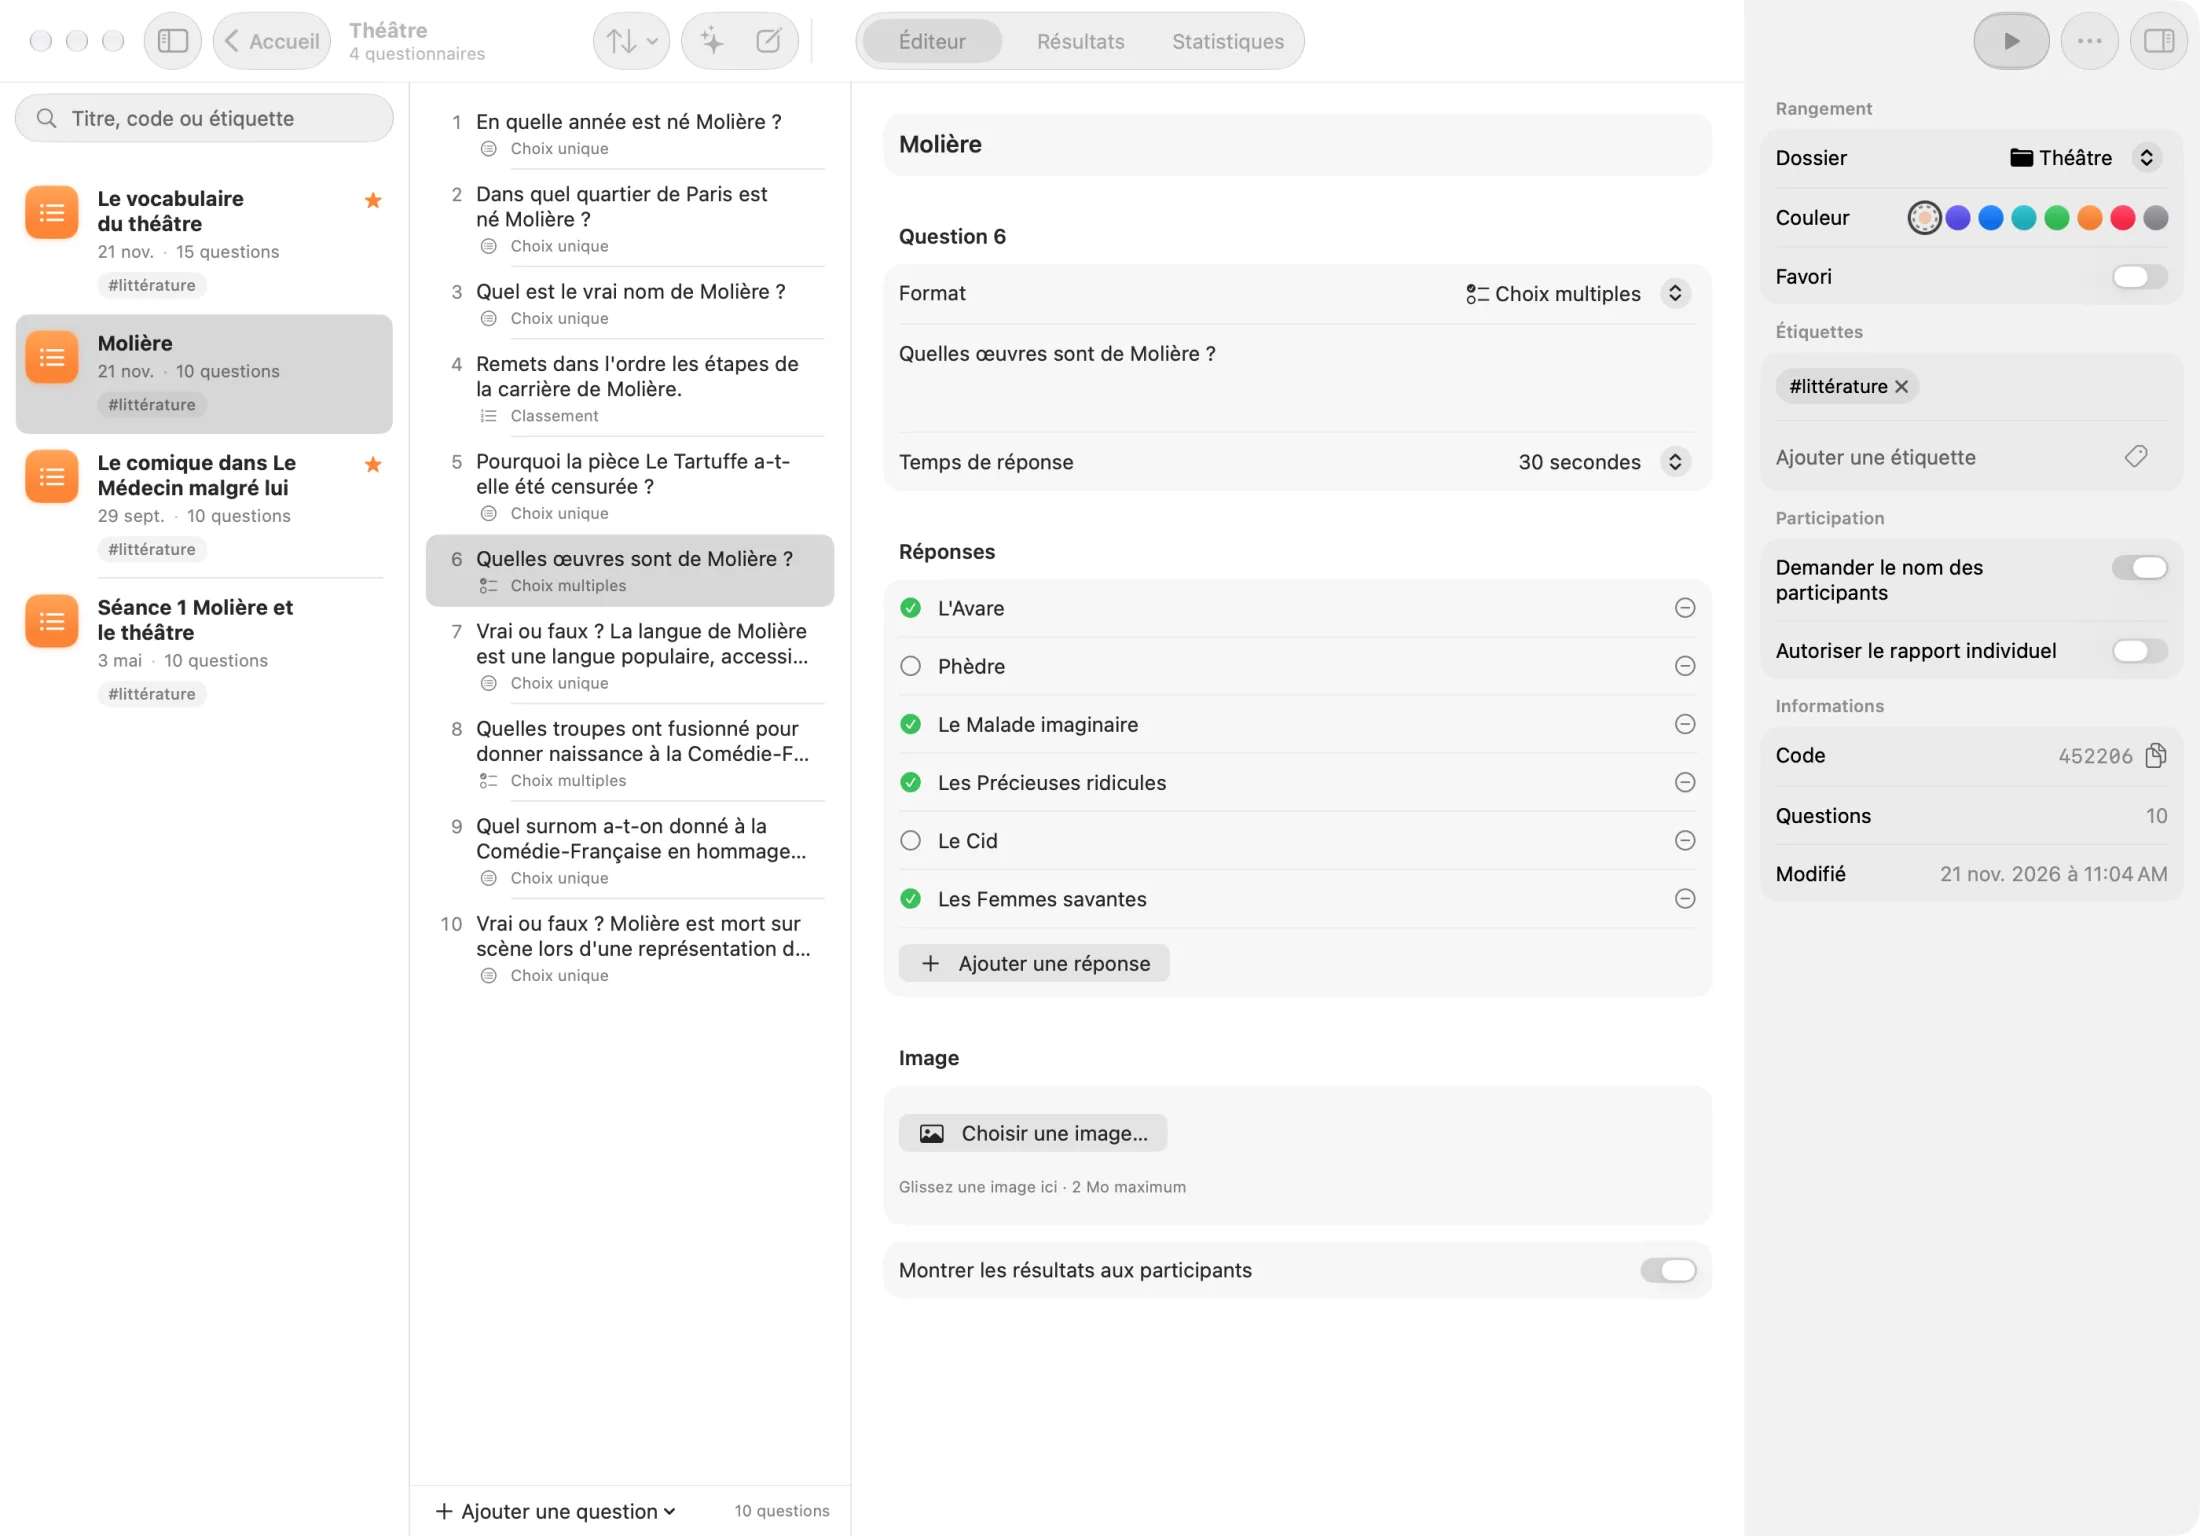 Accueil
Théâtre
4 questionnaires
Éditeur
Résultats
Statistiques
Titre, code ou étiquette
Le vocabulaire
du théâtre
21 nov. · 15 questions
#littérature
Molière
21 nov. · 10 questions
#littérature
Le comique dans Le
Médecin malgré lui
29 sept. · 10 questions
#littérature
Séance 1 Molière et
le théâtre
3 mai · 10 questions
#littérature
1 En quelle année est né Molière ?
Choix unique
2 Dans quel quartier de Paris est
né Molière ?
Choix unique
3 Quel est le vrai nom de Molière ?
Choix unique
4 Remets dans l'ordre les étapes de
la carrière de Molière.
Classement
5 Pourquoi la pièce Le Tartuffe a-t-
elle été censurée ?
Choix unique
6 Quelles œuvres sont de Molière ?
Choix multiples
7 Vrai ou faux ? La langue de Molière
est une langue populaire, accessi...
Choix unique
8 Quelles troupes ont fusionné pour
donner naissance à la Comédie-F...
Choix multiples
9 Quel surnom a-t-on donné à la
Comédie-Française en hommage...
Choix unique
10 Vrai ou faux ? Molière est mort sur
scène lors d'une représentation d...
Choix unique
Ajouter une question
10 questions
Molière
Question 6
Format
Choix multiples
Quelles œuvres sont de Molière ?
Temps de réponse
30 secondes
Réponses
L'Avare
Phèdre
Le Malade imaginaire
Les Précieuses ridicules
Le Cid
Les Femmes savantes
Ajouter une réponse
Image
Choisir une image...
Glissez une image ici · 2 Mo maximum
Montrer les résultats aux participants
Rangement
Dossier
Théâtre
Couleur
Favori
Étiquettes
#littérature
Ajouter une étiquette
Participation
Demander le nom des
participants
Autoriser le rapport individuel
Informations
Code
452206
Questions
10
Modifié
21 nov. 2026 à 11:04 AM